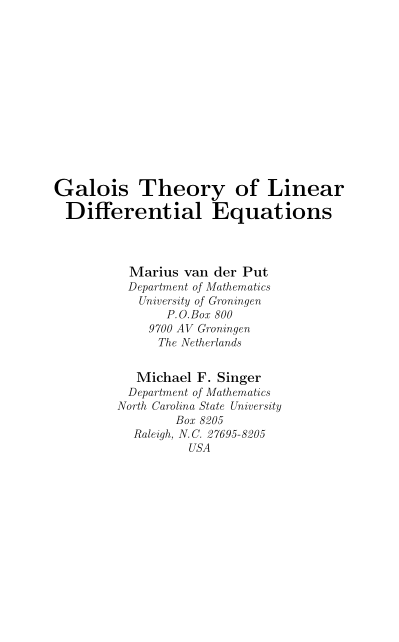 Galois Theory of Linear
Differential Equations
Marius van der Put
Department of Mathematics
University of Groningen
P.O.Box 800
9700 AV Groningen
The Netherlands
Michael F. Singer
Department of Mathematics
North Carolina State University
Box 8205
Raleigh, N.C. 27695-8205
USA